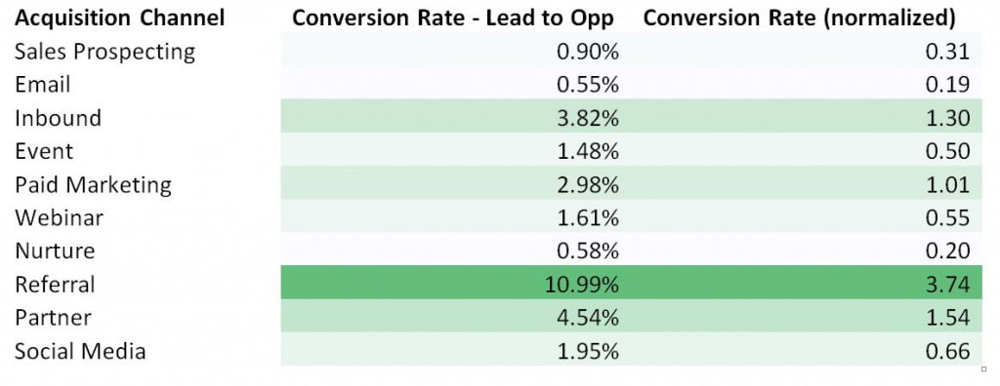 Acquisition Channel Conversion Rate - Lead to Opp Conversion Rate (normalized)
Sales Prospecting 0.90% 0.31
Email 0.55% 0.19
Inbound 3.82% 1.30
Event 1.48% 0.50
Paid Marketing 2.98% 1.01
Webinar 1.61% 0.55
Nurture 0.58% 0.20
Referral 10.99% 3.74
Partner 4.54% 1.54
Social Media 1.95% 0.66